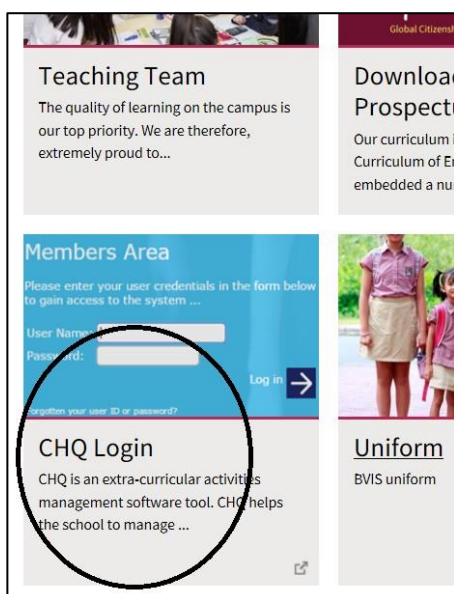 Global Citizensh
Teaching Team
The quality of learning on the campus is
our top priority. We are therefore,
extremely proud to...
Download
Prospectu
Our curriculum i
Curriculum of En
embedded a nu
Members Area
Please enter your user credentials in the form below
to gain access to the system ...
User Name:
Password:
Log in
Forgotten your user ID or password?
CHQ Login
CHQ is an extra-curricular activities
management software tool. CHQ helps
the school to manage ...
Uniform
BVIS uniform